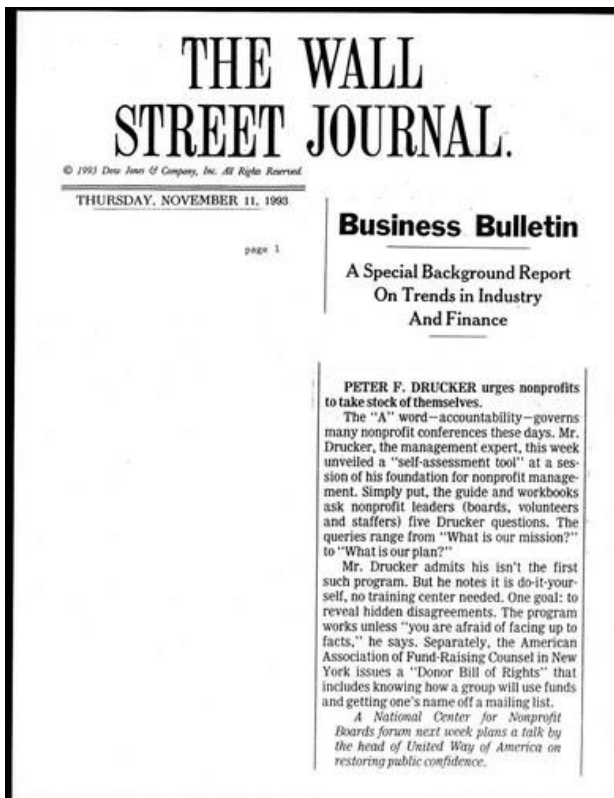 THE WALL
STREET JOURNAL.
© 1993 Dow Jones & Company, Inc. All Rights Reserved.
THURSDAY, NOVEMBER 11, 1993
page 1
Business Bulletin
A Special Background Report
On Trends in Industry
And Finance
PETER F. DRUCKER urges nonprofits
to take stock of themselves.
The "A" word—accountability—governs
many nonprofit conferences these days. Mr.
Drucker, the management expert, this week
unveiled a "self-assessment tool" at a ses-
sion of his foundation for nonprofit manage-
ment. Simply put, the guide and workbooks
ask nonprofit leaders (boards, volunteers
and staffers) five Drucker questions. The
queries range from "What is our mission?"
to "What is our plan?"
Mr. Drucker admits his isn't the first
such program. But he notes it is do-it-your-
self, no training center needed. One goal: to
reveal hidden disagreements. The program
works unless "you are afraid of facing up to
facts," he says. Separately, the American
Association of Fund-Raising Counsel in New
York issues a "Donor Bill of Rights" that
includes knowing how a group will use funds
and getting one's name off a mailing list.
A National Center for Nonprofit
Boards forum next week plans a talk by
the head of United Way of America on
restoring public confidence.